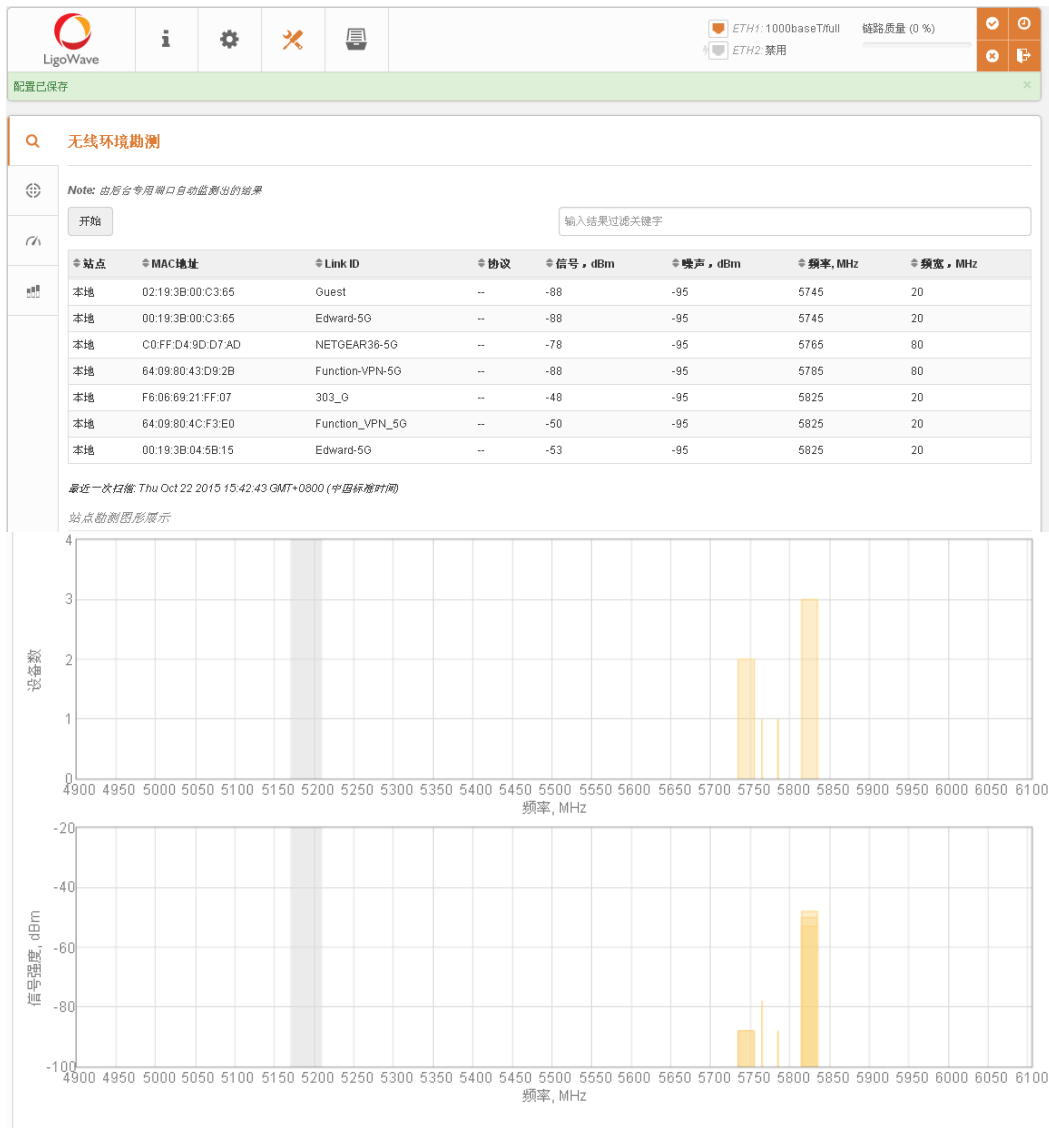 LigoWave
ETH1: 1000baseT/full
链路质量 (0 %)
ETH2: 禁用
配置已保存
×
无线环境勘测
Note: 由后台专用端口自动监测出的结果
开始
输入结果过滤关键字
站点 MAC地址 Link ID 协议 信号，dBm 噪声，dBm 频率, MHz 频宽，MHz
本地 02:19:3B:00:C3:65 Guest -- -88 -95 5745 20
本地 00:19:3B:00:C3:65 Edward-5G -- -88 -95 5745 20
本地 C0:FF:D4:9D:D7:AD NETGEAR36-5G -- -78 -95 5765 80
本地 64:09:80:43:D9:2B Function-VPN-5G -- -88 -95 5785 80
本地 F6:06:69:21:FF:07 303_G -- -48 -95 5825 20
本地 64:09:80:4C:F3:E0 Function_VPN_5G -- -50 -95 5825 20
本地 00:19:3B:04:5B:15 Edward-5G -- -53 -95 5825 20
最近一次扫描: Thu Oct 22 2015 15:42:43 GMT+0800 (中国标准时间)
站点勘测图形展示
4
3
2
1
0
设备数
4900 4950 5000 5050 5100 5150 5200 5250 5300 5350 5400 5450 5500 5550 5600 5650 5700 5750 5800 5850 5900 5950 6000 6050 6100
频率, MHz
-20
-40
-60
-80
-100
信号强度, dBm
4900 4950 5000 5050 5100 5150 5200 5250 5300 5350 5400 5450 5500 5550 5600 5650 5700 5750 5800 5850 5900 5950 6000 6050 6100
频率, MHz